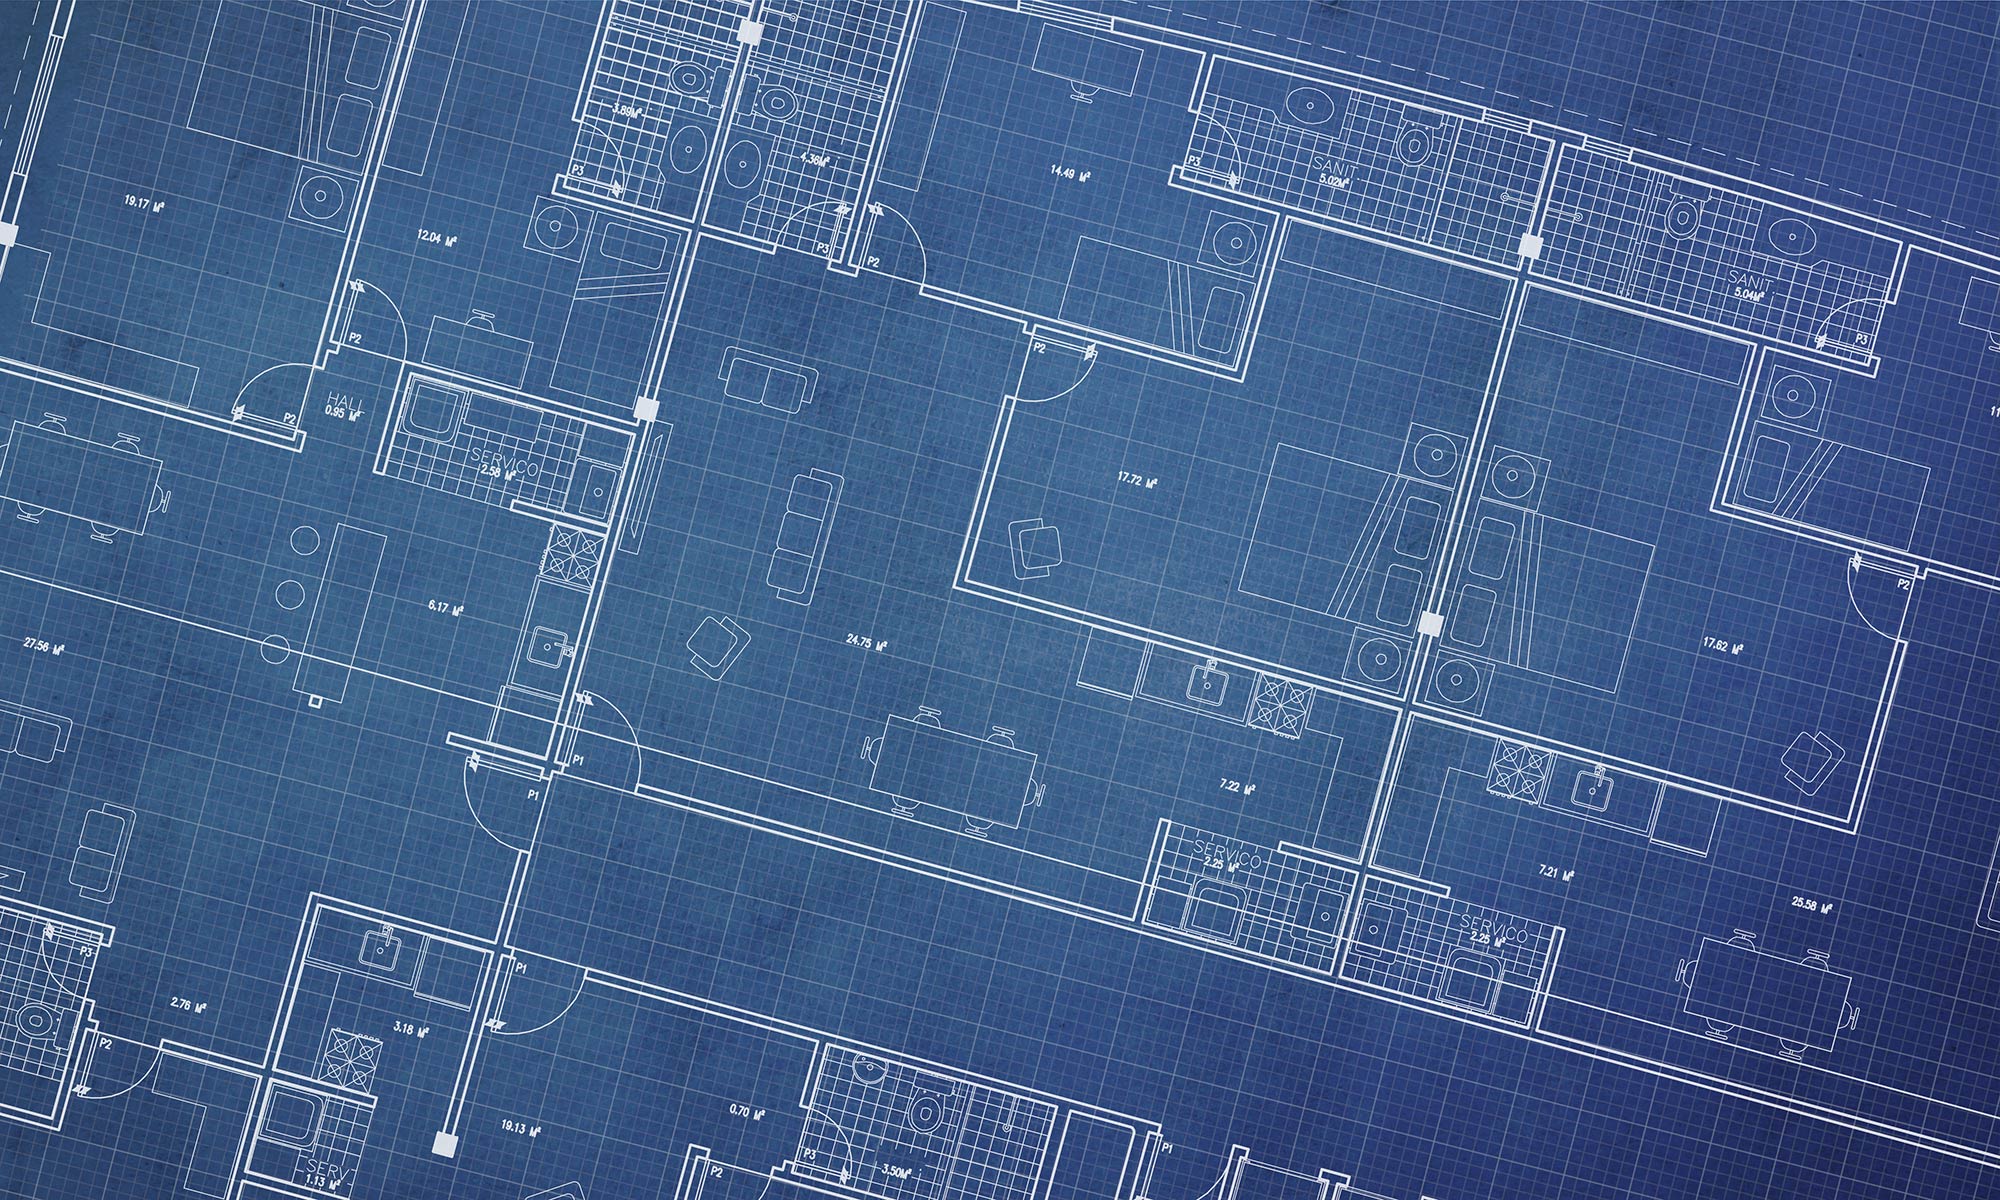 3.89M²
4.36M²
P3
P3
14.49 M²
P3
SANIT.
5.02M²
SANIT.
5.04M²
P3
19.17 M²
12.04 M²
P2
P2
P2
P2
HALL
0.95 M²
SERVICO
2.58 M²
17.72 M²
6.17 M²
27.56 M²
24.75 M²
17.62 M²
P2
P1
P1
7.22 M²
SERVICO
2.25 M²
7.21 M²
25.58 M²
SERVICO
2.25 M²
P3
P1
2.76 M²
3.18 M²
P2
19.13 M²
0.70 M²
P3
3.50M²
P2
P1
SERV.
1.13 M²